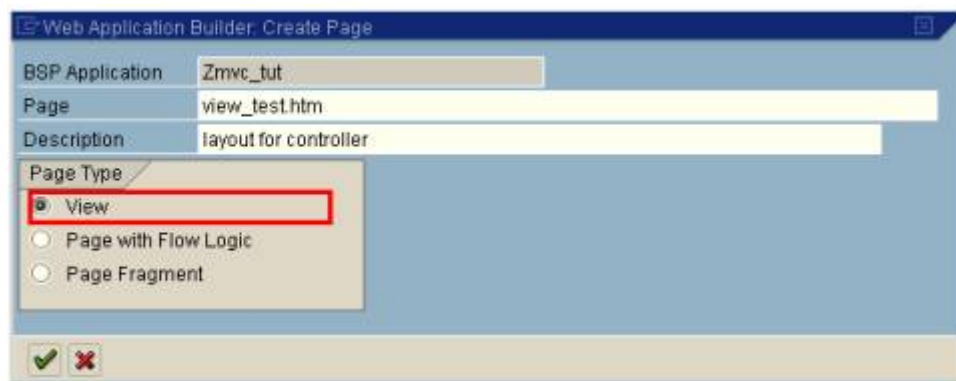 Web Application Builder: Create Page
BSP Application Zmvc_tut
Page view_test.htm
Description layout for controller
Page Type
View
Page with Flow Logic
Page Fragment